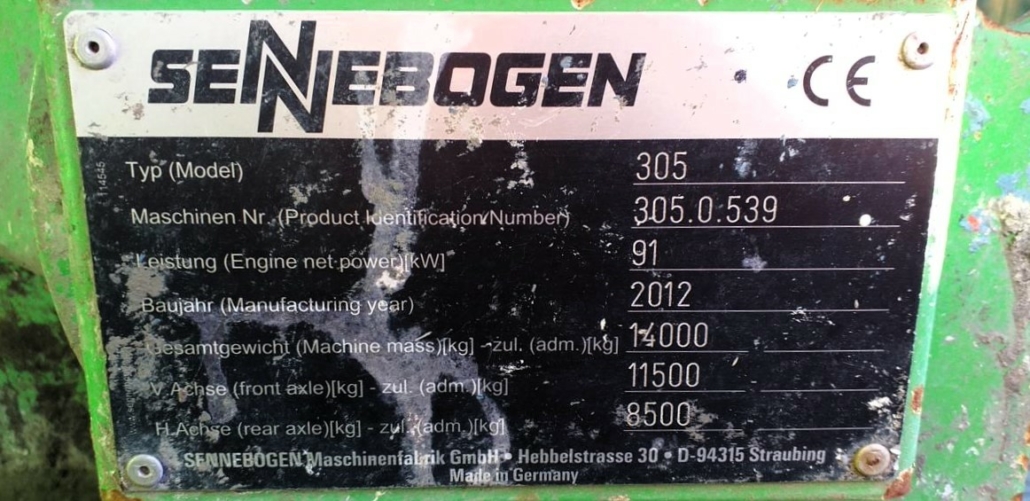 SENNEBOGEN CE
114545
Typ (Model) 305
Maschinen Nr. (Product Identification Number) 305.0.539
Leistung (Engine net power)[kW] 91
Baujahr (Manufacturing year) 2012
Gesamtgewicht (Machine mass)[kg] - zul. (adm.)[kg] 14000
V.Achse (front axle)[kg] - zul. (adm.)[kg] 11500
H.Achse (rear axle)[kg] - zul. (adm.)[kg] 8500
SENNEBOGEN Maschinenfabrik GmbH • Hebbelstrasse 30 • D-94315 Straubing
Made in Germany